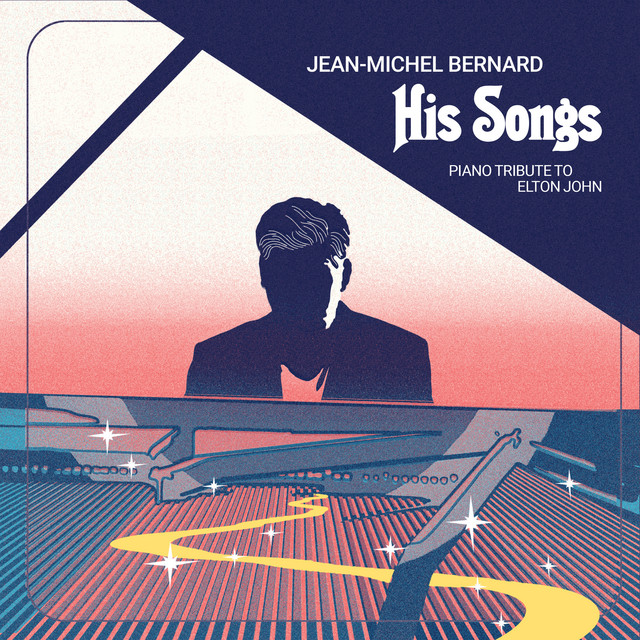 JEAN-MICHEL BERNARD
His Songs
PIANO TRIBUTE TO
ELTON JOHN